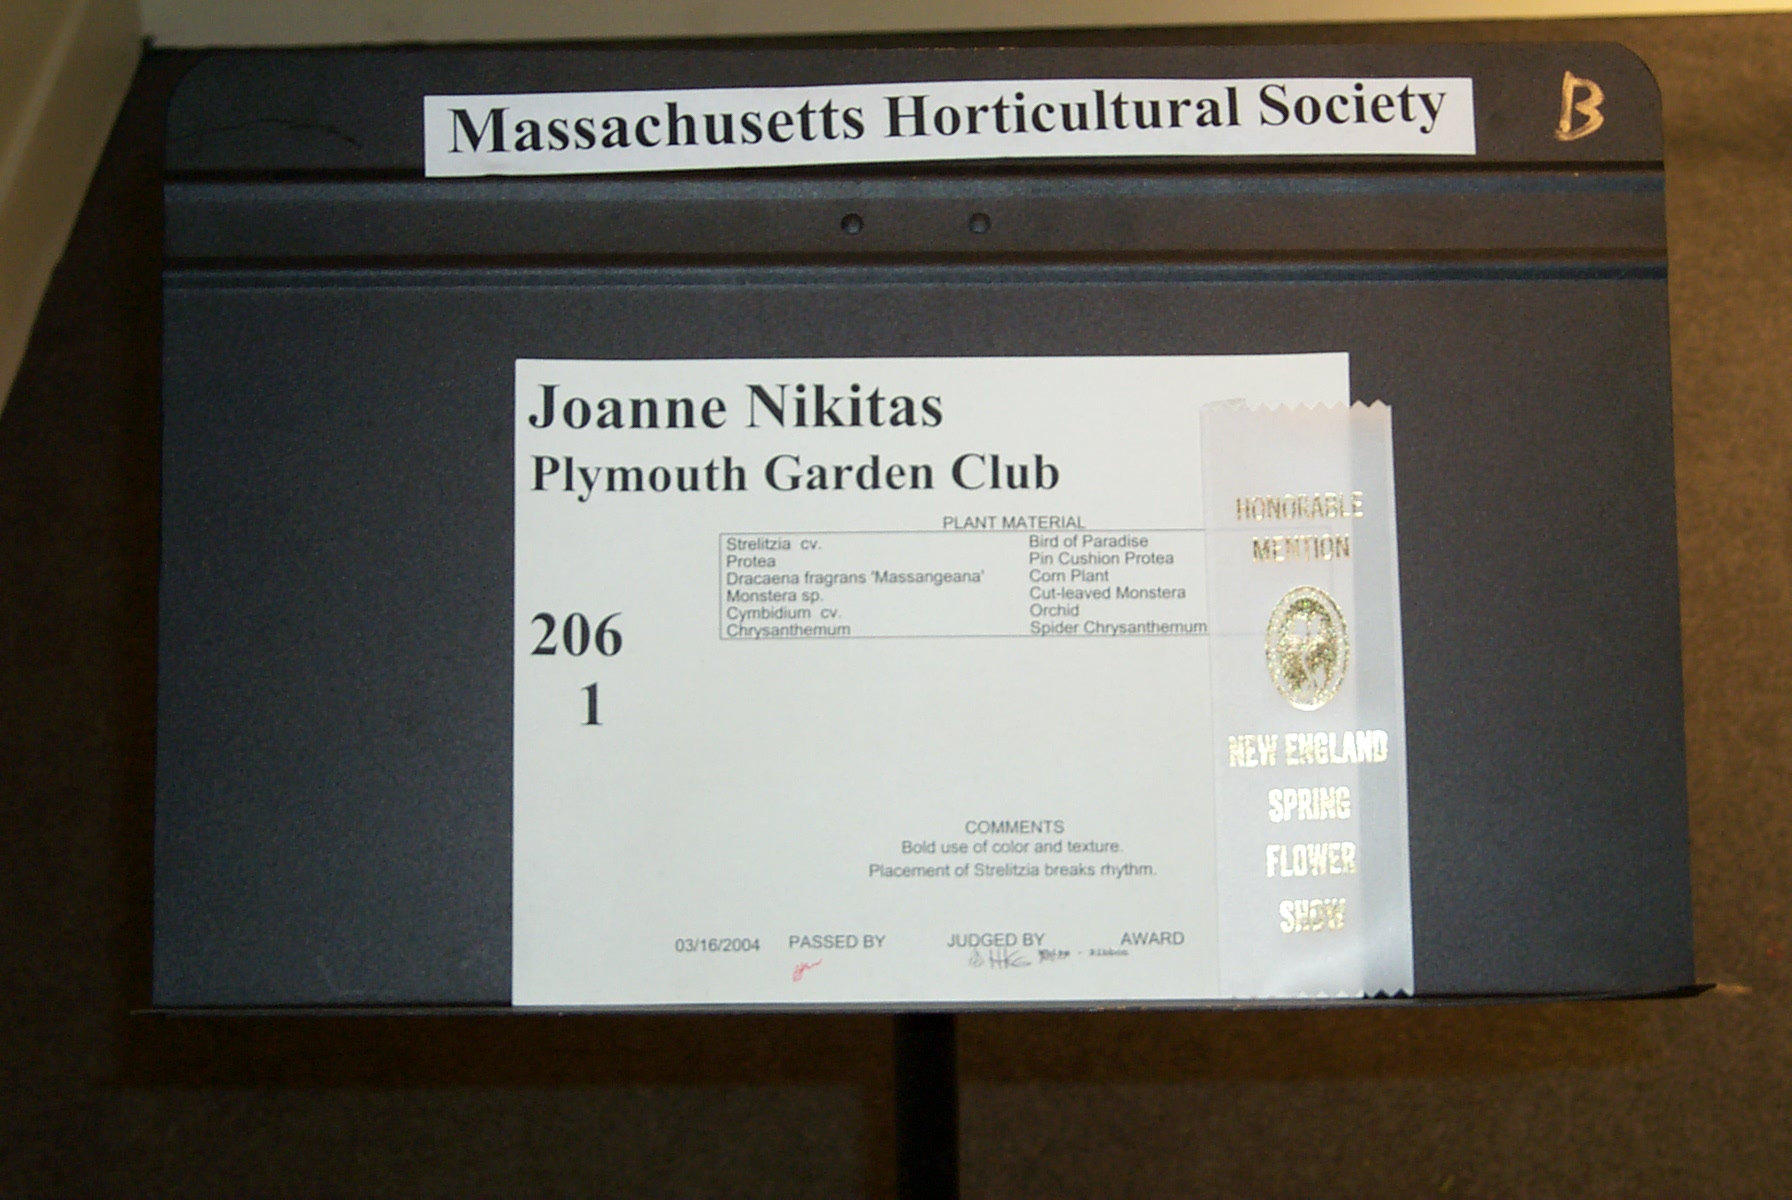 Massachusetts Horticultural Society
B
Joanne Nikitas
Plymouth Garden Club
PLANT MATERIAL
Strelitzia cv. Bird of Paradise
Protea Pin Cushion Protea
Dracaena fragrans 'Massangeana' Corn Plant
Monstera sp. Cut-leaved Monstera
Cymbidium cv. Orchid
Chrysanthemum Spider Chrysanthemum
206
1
COMMENTS
Bold use of color and texture.
Placement of Strelitzia breaks rhythm.
03/16/2004 PASSED BY JUDGED BY AWARD
Ribbon
HONORABLE
MENTION
NEW ENGLAND
SPRING
FLOWER
SHOW